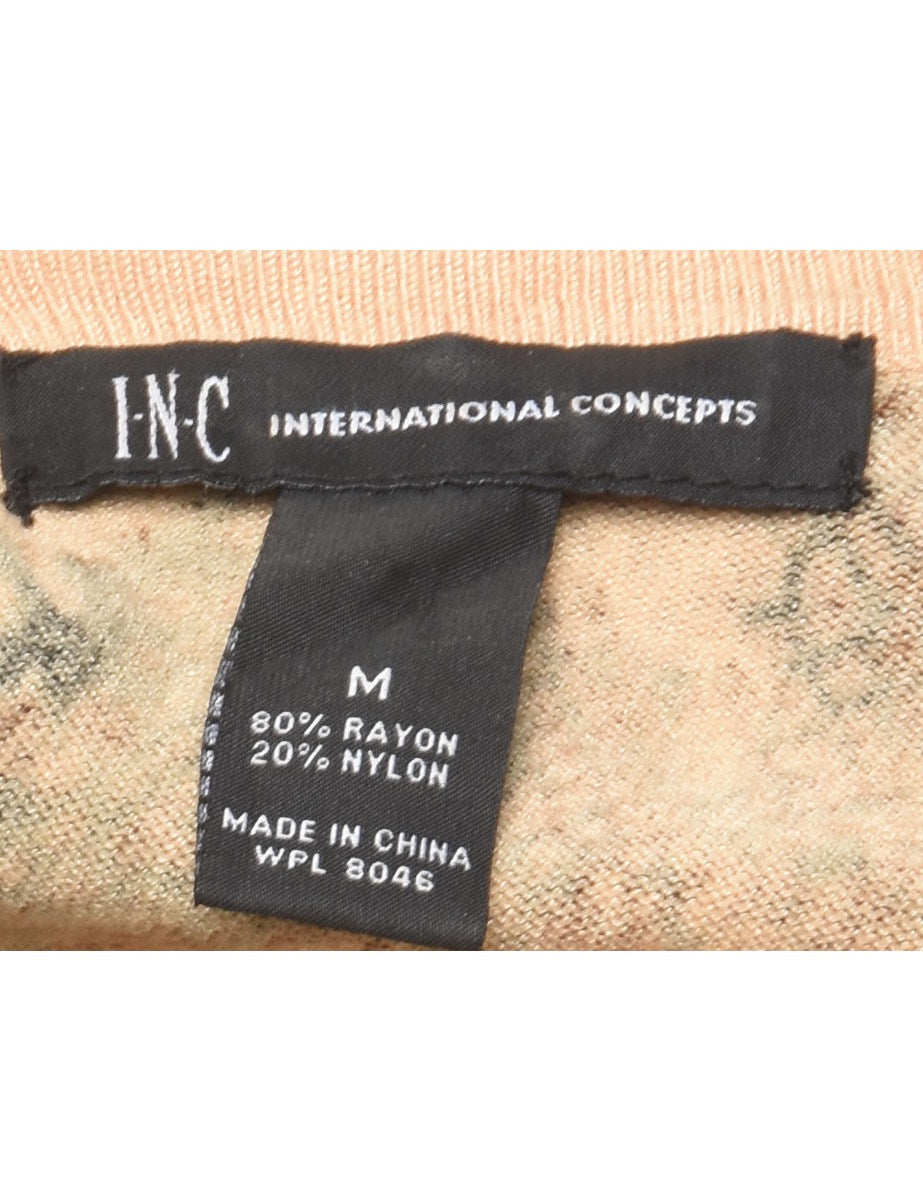 I·N·C INTERNATIONAL CONCEPTS
M
80% RAYON
20% NYLON
MADE IN CHINA
WPL 8046